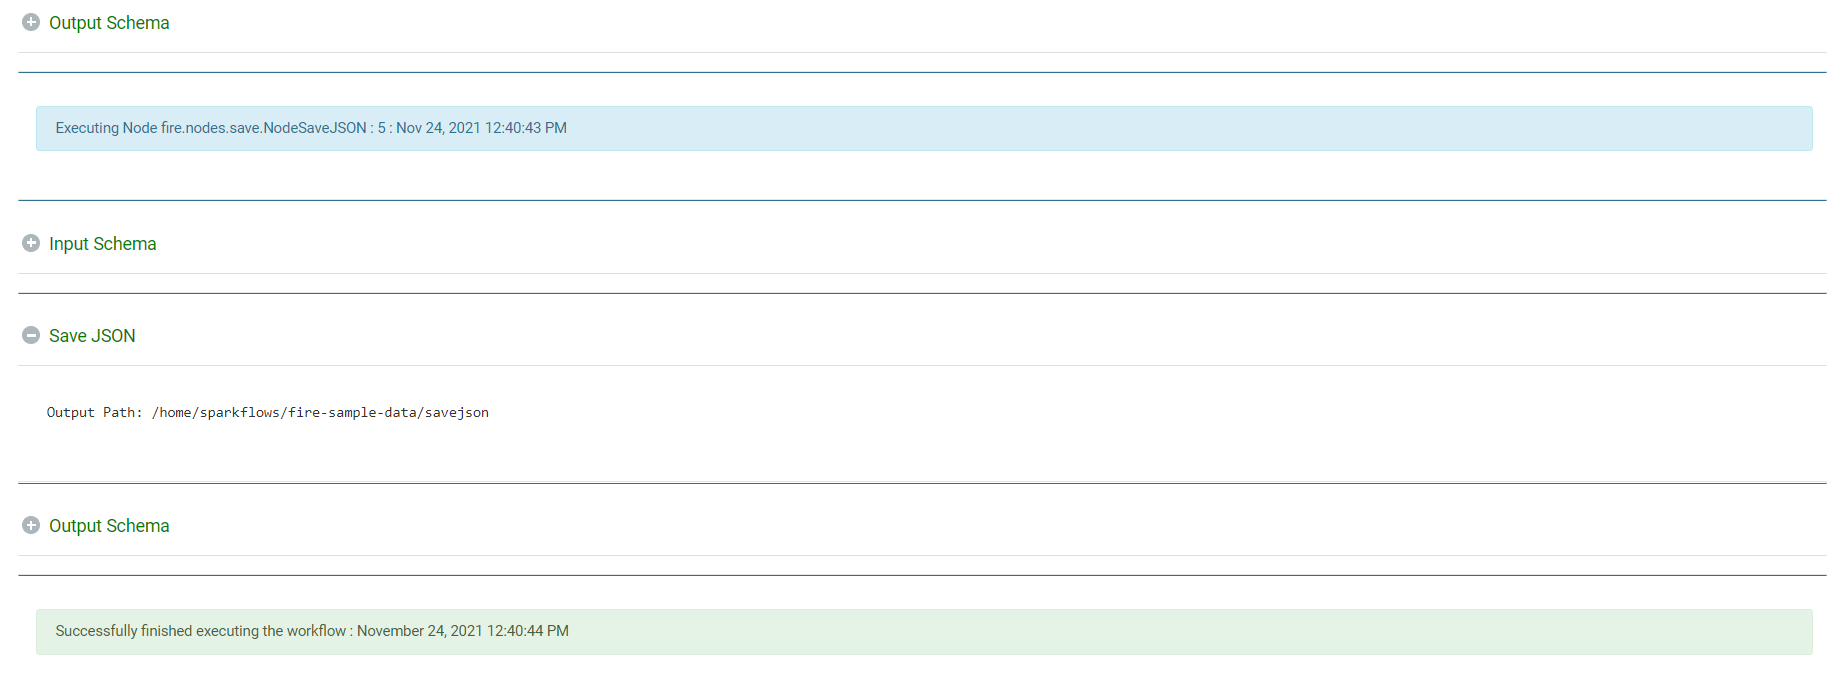 Output Schema
Executing Node fire.nodes.save.NodeSaveJSON : 5 : Nov 24, 2021 12:40:43 PM
Input Schema
Save JSON
Output Path: /home/sparkflows/fire-sample-data/savejson
Output Schema
Successfully finished executing the workflow : November 24, 2021 12:40:44 PM